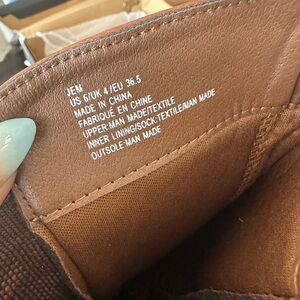 JEM
US 6/UK 4 /EU 36.5
MADE IN CHINA
FABRIQUÉ EN CHINE
UPPER:MAN MADE/TEXTILE
INNER LINING/SOCK:TEXTILE/MAN MADE
OUTSOLE:MAN MADE